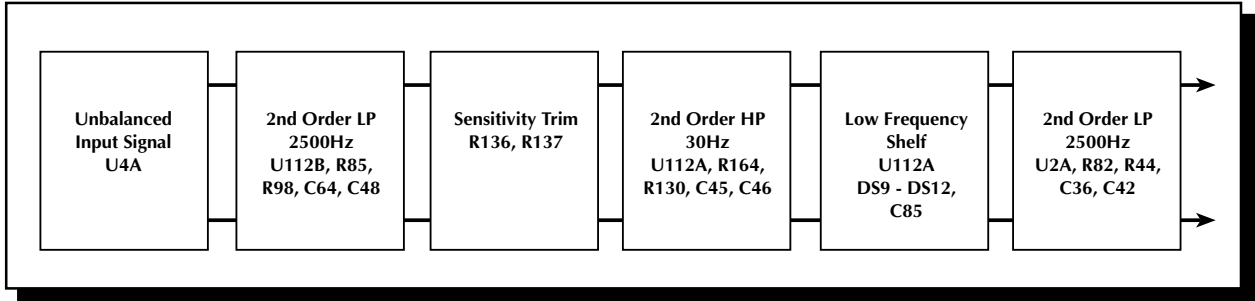 Unbalanced
Input Signal
U4A
2nd Order LP
2500Hz
U112B, R85,
R98, C64, C48
Sensitivity Trim
R136, R137
2nd Order HP
30Hz
U112A, R164,
R130, C45, C46
Low Frequency
Shelf
U112A
DS9 - DS12,
C85
2nd Order LP
2500Hz
U2A, R82, R44,
C36, C42